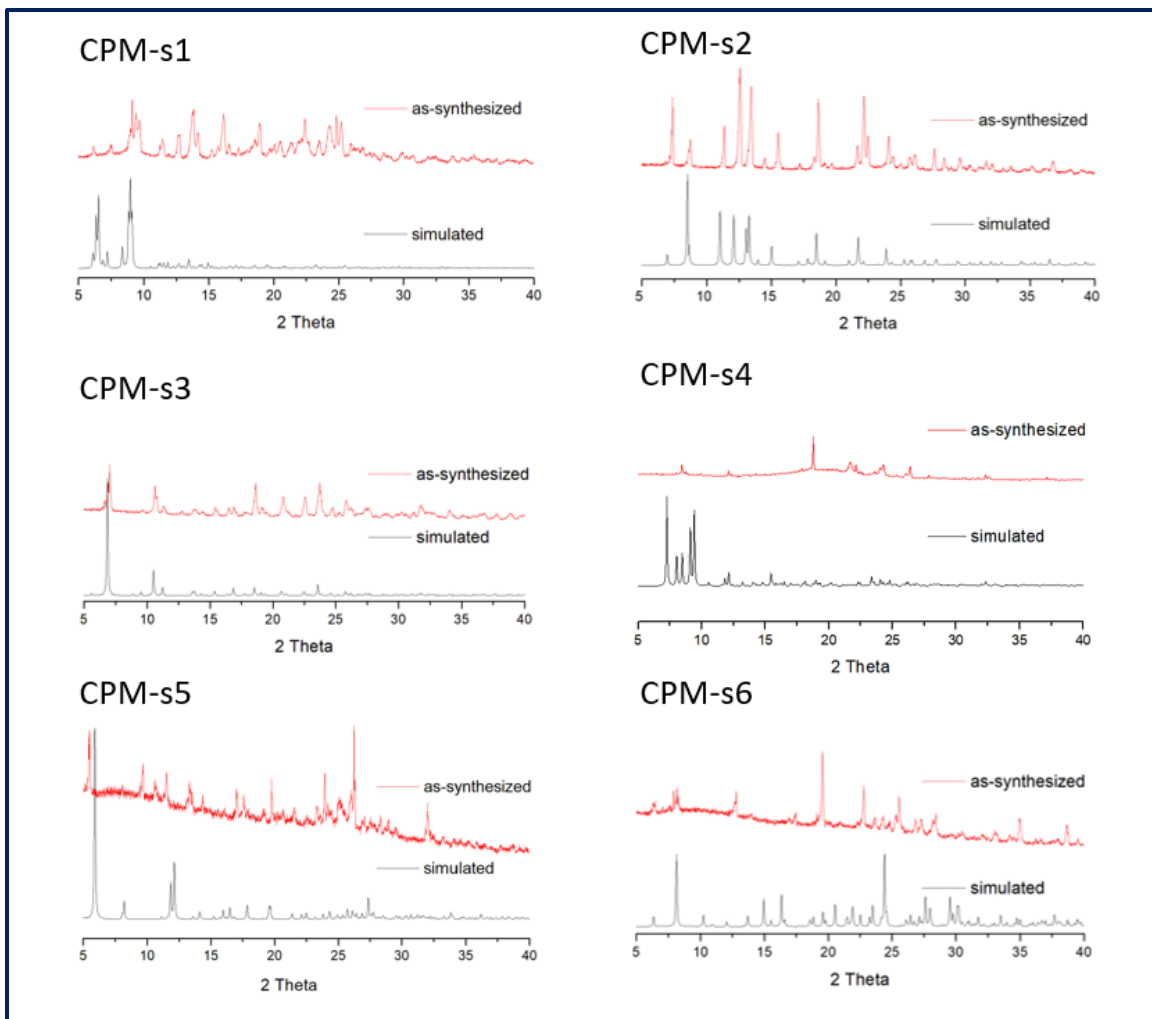 CPM-s1
as-synthesized
simulated
5 10 15 20 25 30 35 40
2 Theta
CPM-s2
as-synthesized
simulated
5 10 15 20 25 30 35 40
2 Theta
CPM-s3
as-synthesized
simulated
5 10 15 20 25 30 35 40
2 Theta
CPM-s4
as-synthesized
simulated
5 10 15 20 25 30 35 40
2 Theta
CPM-s5
as-synthesized
simulated
5 10 15 20 25 30 35 40
2 Theta
CPM-s6
as-synthesized
simulated
5 10 15 20 25 30 35 40
2 Theta